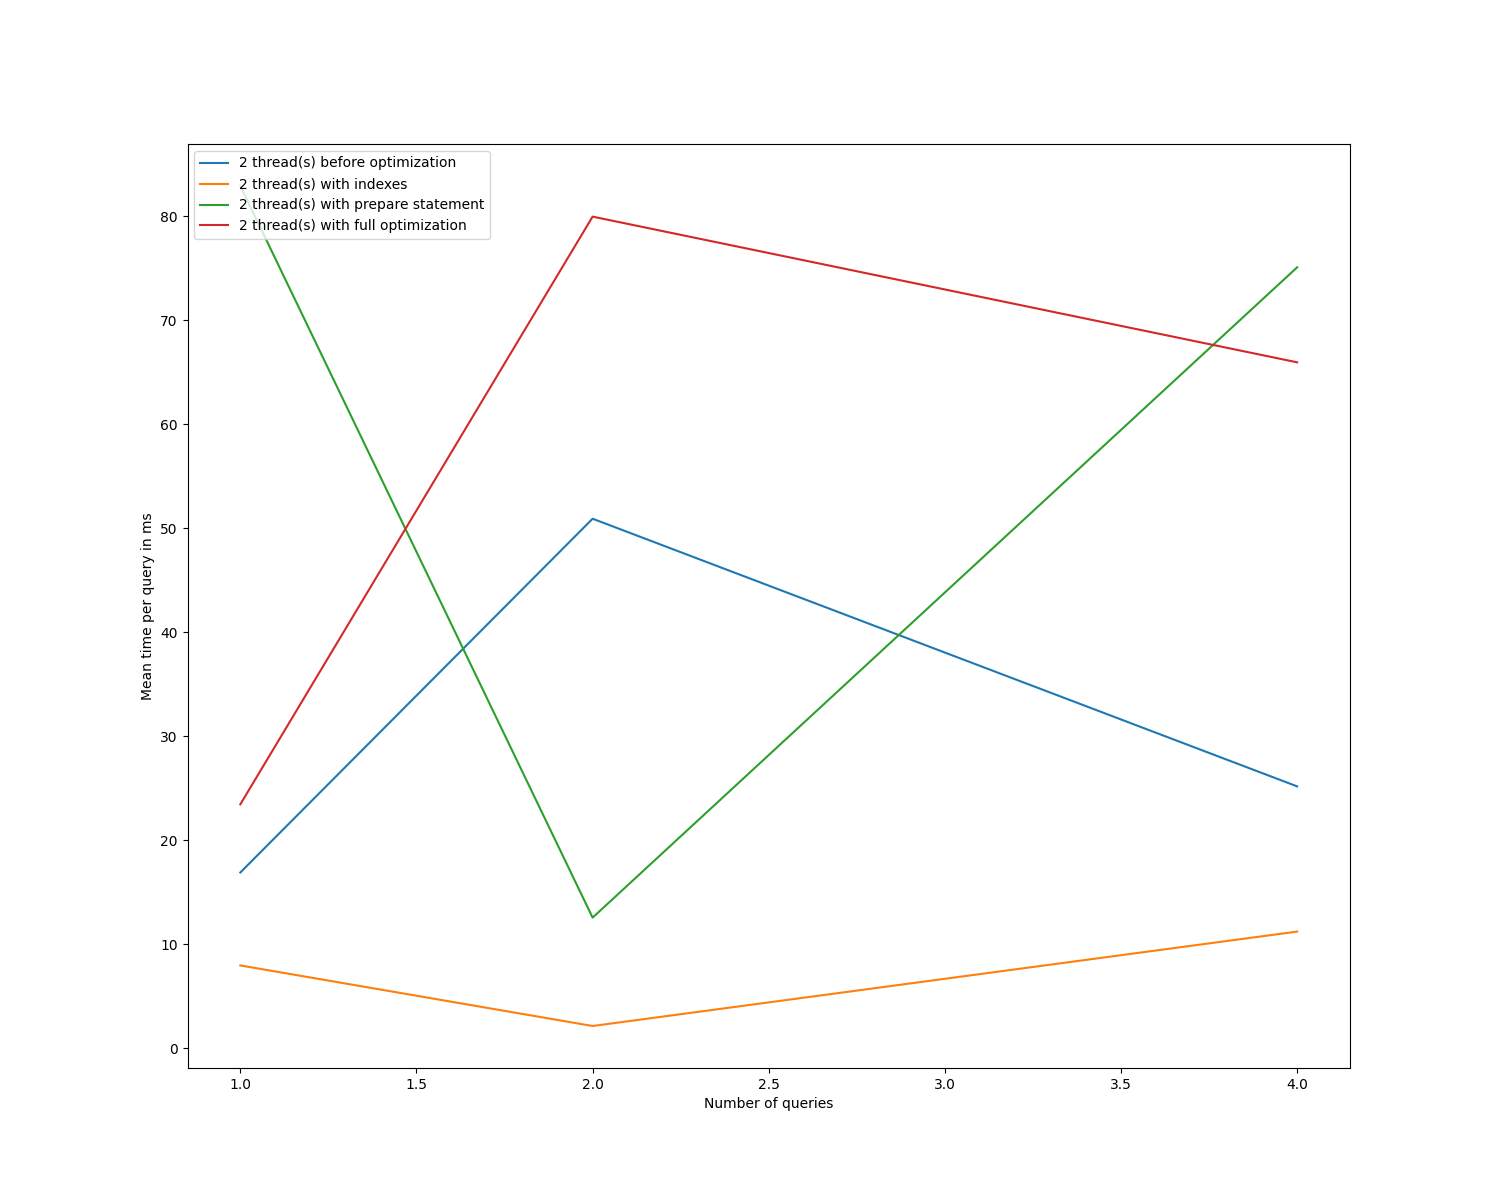 2 thread(s) before optimization
2 thread(s) with indexes
2 thread(s) with prepare statement
2 thread(s) with full optimization
80
70
60
50
40
30
20
10
0
Mean time per query in ms
1.0 1.5 2.0 2.5 3.0 3.5 4.0
Number of queries